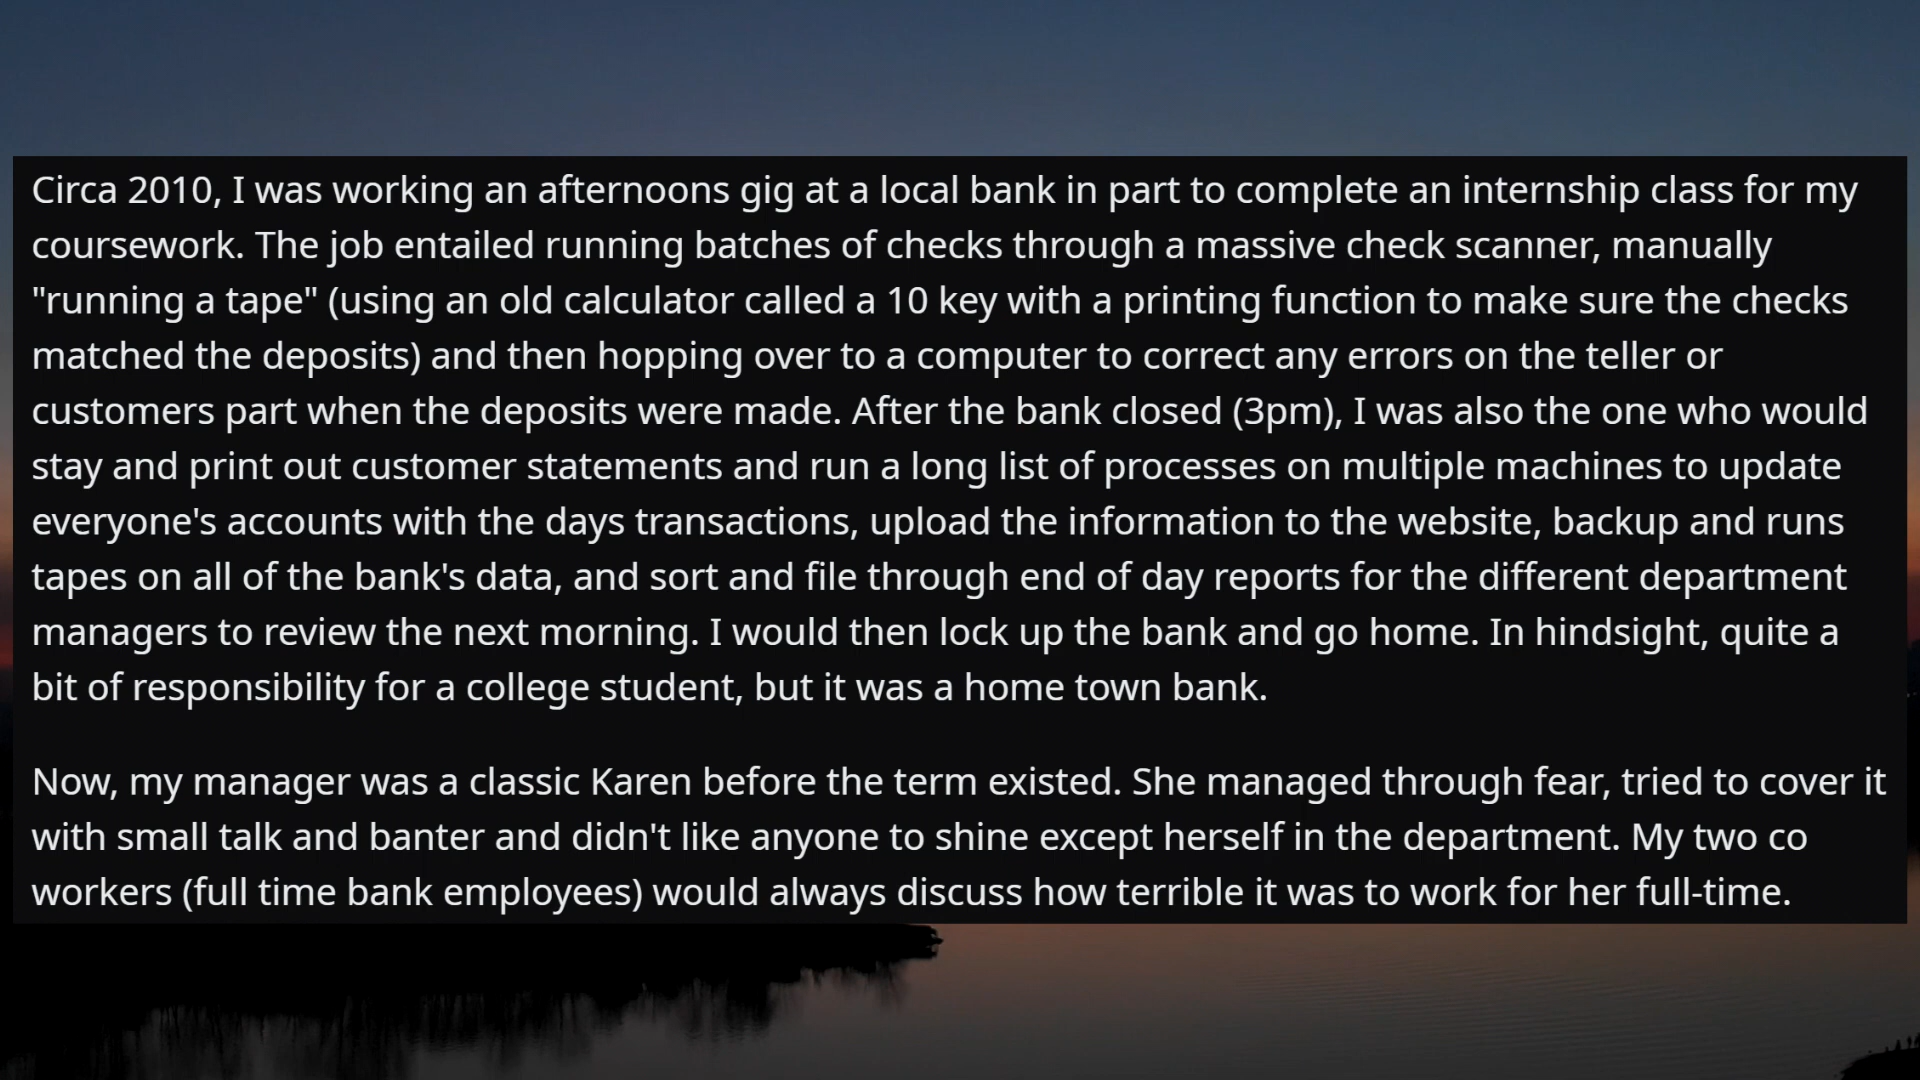 Circa 2010, I was working an afternoons gig at a local bank in part to complete an internship class for my
coursework. The job entailed running batches of checks through a massive check scanner, manually
"running a tape" (using an old calculator called a 10 key with a printing function to make sure the checks
matched the deposits) and then hopping over to a computer to correct any errors on the teller or
customers part when the deposits were made. After the bank closed (3pm), I was also the one who would
stay and print out customer statements and run a long list of processes on multiple machines to update
everyone's accounts with the days transactions, upload the information to the website, backup and runs
tapes on all of the bank's data, and sort and file through end of day reports for the different department
managers to review the next morning. I would then lock up the bank and go home. In hindsight, quite a
bit of responsibility for a college student, but it was a home town bank.
Now, my manager was a classic Karen before the term existed. She managed through fear, tried to cover it
with small talk and banter and didn't like anyone to shine except herself in the department. My two co
workers (full time bank employees) would always discuss how terrible it was to work for her full-time.